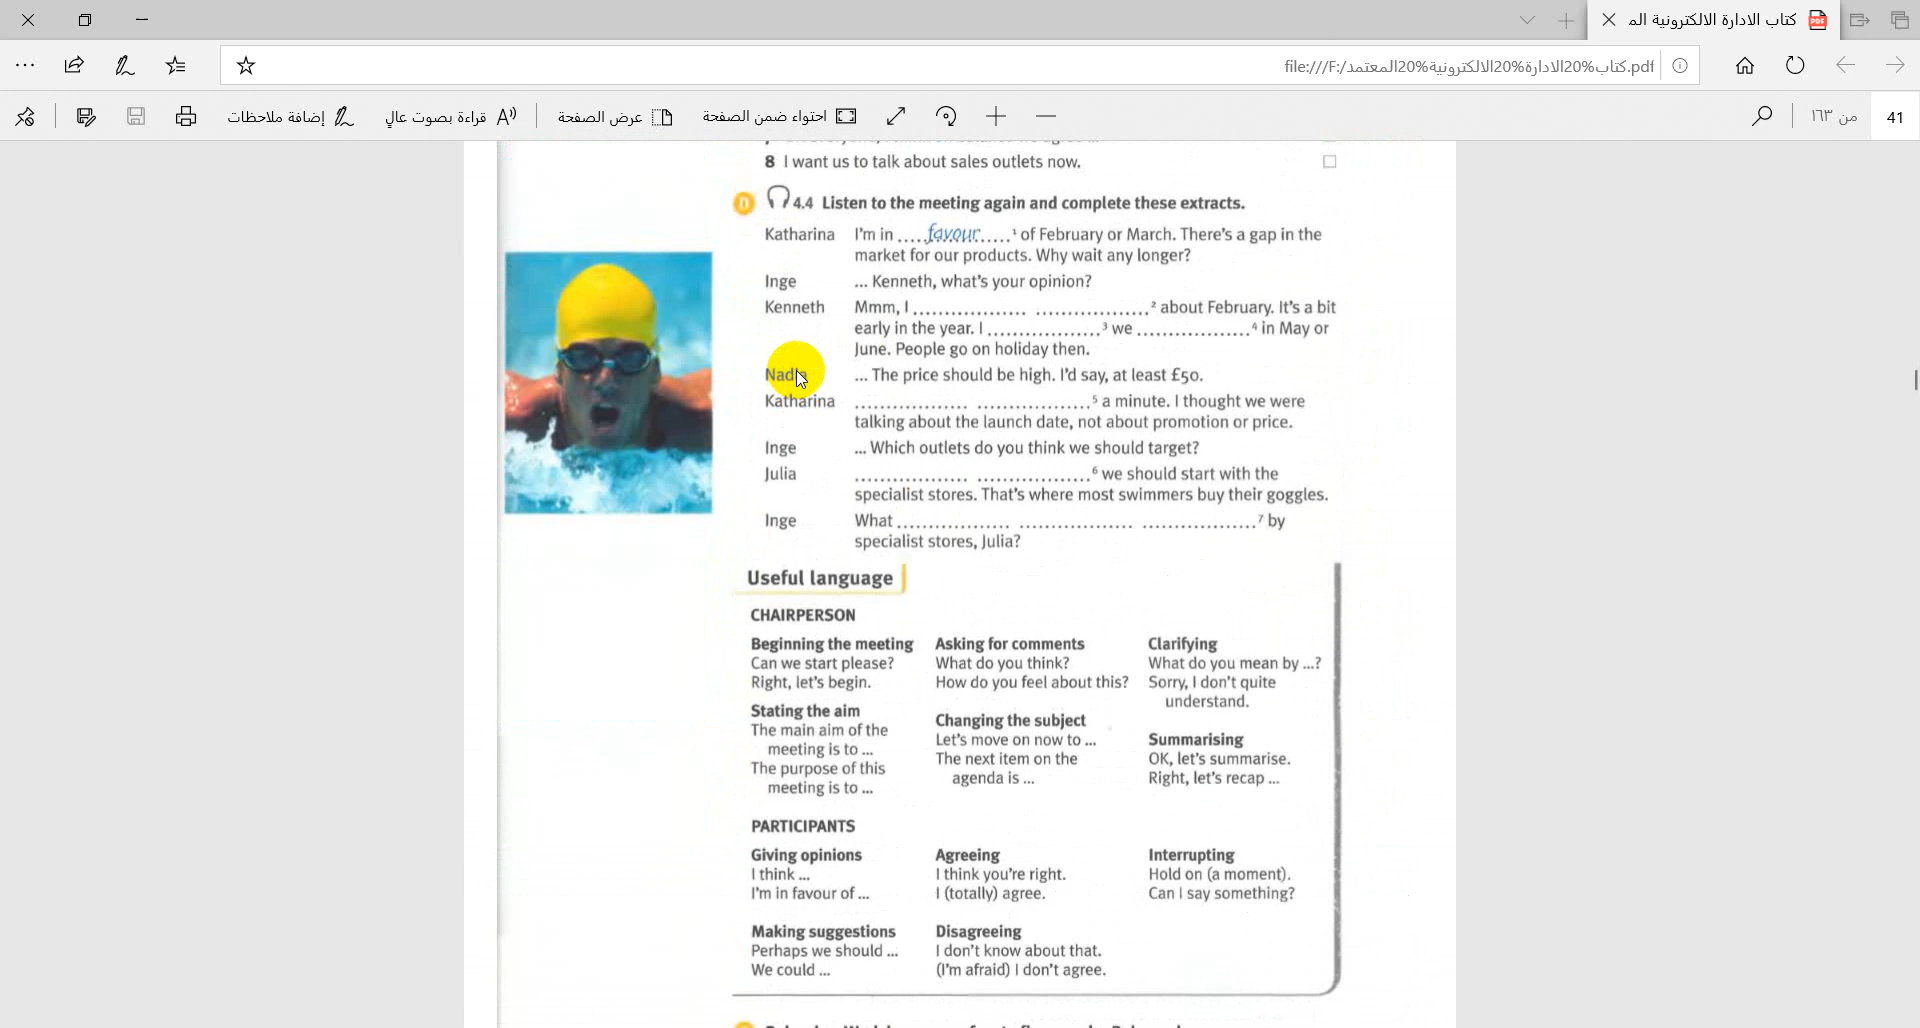 كتاب الادارة الالكترونية الم
file:///F:/كتاب%20الادارة%20الالكترونية%20المعتمد.pdf
41
من ١٦٣
احتواء ضمن الصفحة
عرض الصفحة
قراءة بصوت عالٍ
إضافة ملاحظات
8 I want us to talk about sales outlets now.
D 4.4 Listen to the meeting again and complete these extracts.
Katharina I'm in .....favour......¹ of February or March. There's a gap in the
market for our products. Why wait any longer?
Inge ... Kenneth, what's your opinion?
Kenneth Mmm, I .................. ..................² about February. It's a bit
early in the year. I ..................³ we ..................⁴ in May or
June. People go on holiday then.
Nadia ... The price should be high. I'd say, at least £50.
Katharina .................. ..................⁵ a minute. I thought we were
talking about the launch date, not about promotion or price.
Inge ... Which outlets do you think we should target?
Julia .................. ..................⁶ we should start with the
specialist stores. That's where most swimmers buy their goggles.
Inge What .................. .................. ..................⁷ by
specialist stores, Julia?
Useful language
CHAIRPERSON
Beginning the meeting
Can we start please?
Right, let's begin.
Stating the aim
The main aim of the
meeting is to ...
The purpose of this
meeting is to ...
Asking for comments
What do you think?
How do you feel about this?
Changing the subject
Let's move on now to ...
The next item on the
agenda is ...
Clarifying
What do you mean by ...?
Sorry, I don't quite
understand.
Summarising
OK, let's summarise.
Right, let's recap ...
PARTICIPANTS
Giving opinions
I think ...
I'm in favour of ...
Making suggestions
Perhaps we should ...
We could ...
Agreeing
I think you're right.
I (totally) agree.
Disagreeing
I don't know about that.
(I'm afraid) I don't agree.
Interrupting
Hold on (a moment).
Can I say something?